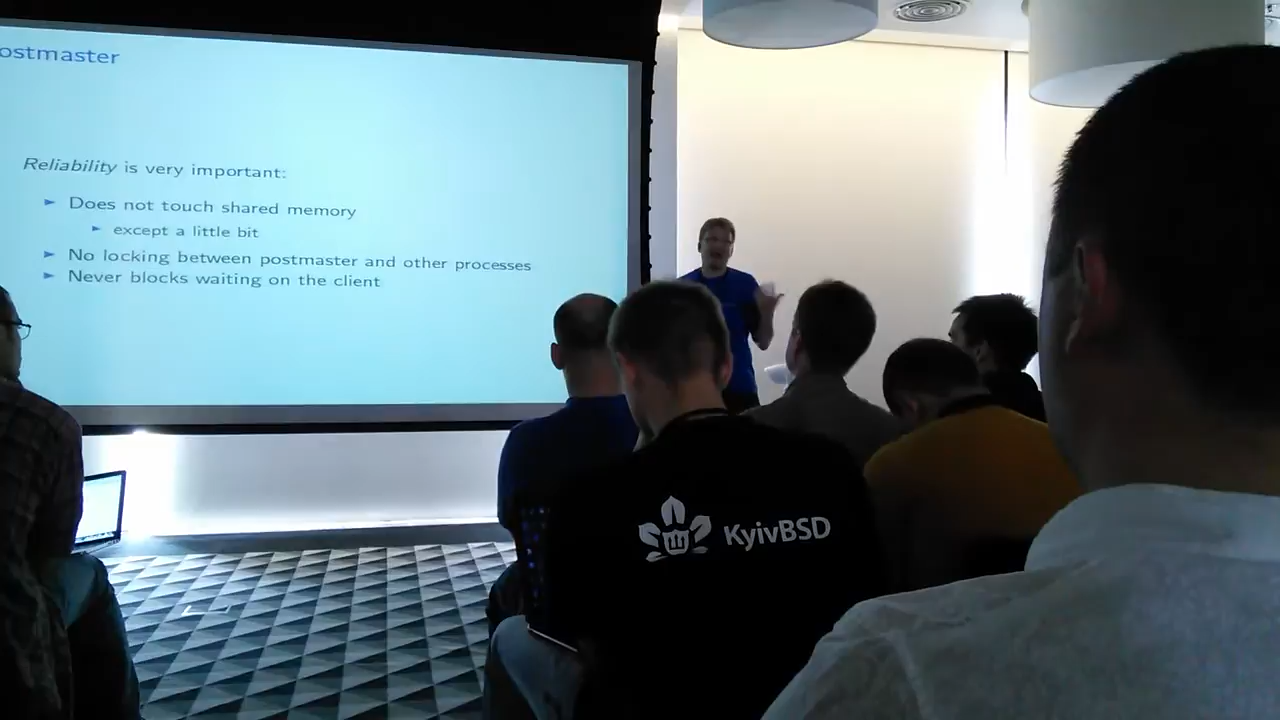 ostmaster
Reliability is very important:
Does not touch shared memory
except a little bit
No locking between postmaster and other processes
Never blocks waiting on the client
KyivBSD